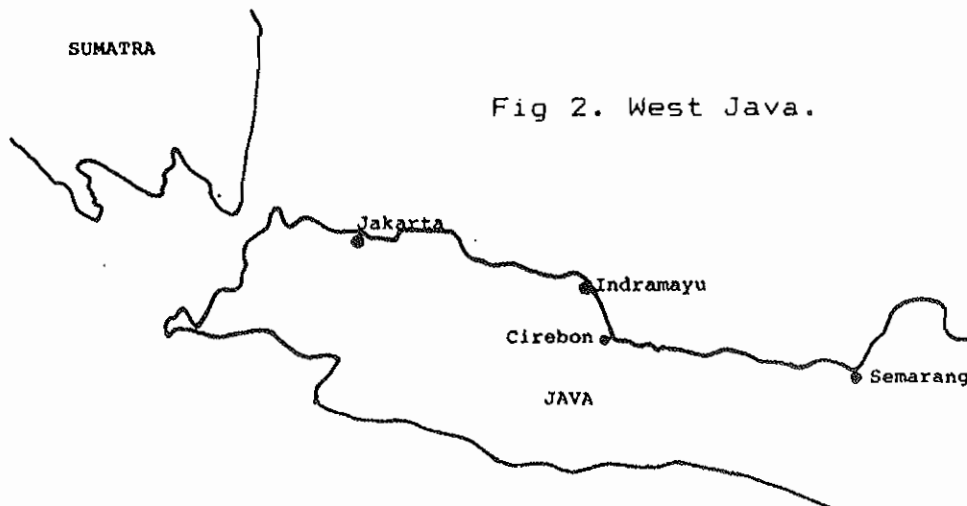 SUMATRA
Fig 2. West Java.
Jakarta
Indramayu
Cirebon
Semarang
JAVA